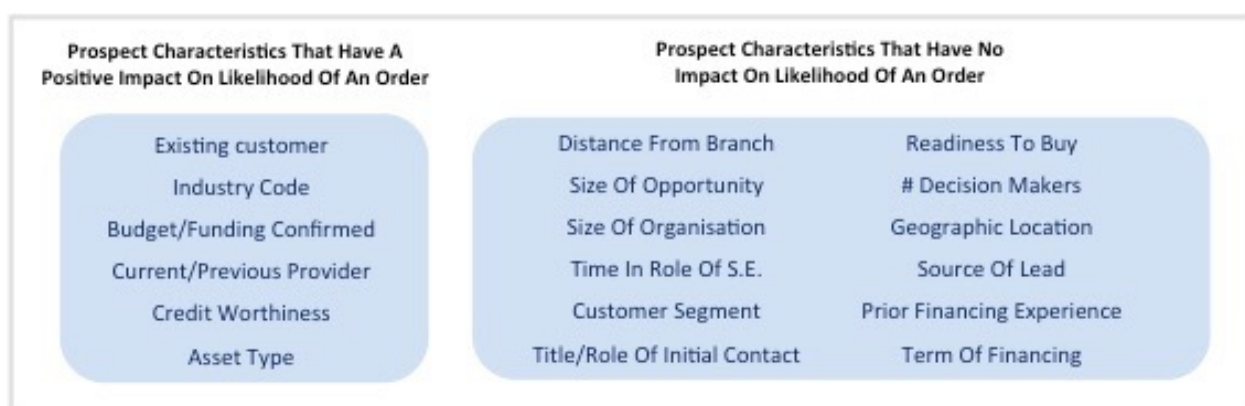 Prospect Characteristics That Have A
Positive Impact On Likelihood Of An Order
Existing customer
Industry Code
Budget/Funding Confirmed
Current/Previous Provider
Credit Worthiness
Asset Type
Prospect Characteristics That Have No
Impact On Likelihood Of An Order
Distance From Branch
Size Of Opportunity
Size Of Organisation
Time In Role Of S.E.
Customer Segment
Title/Role Of Initial Contact
Readiness To Buy
# Decision Makers
Geographic Location
Source Of Lead
Prior Financing Experience
Term Of Financing